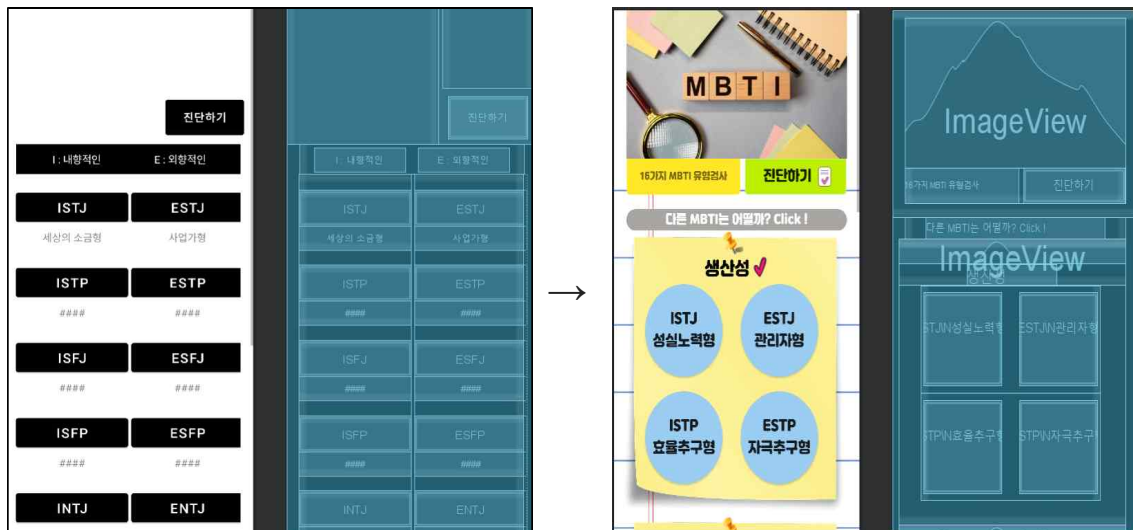 진단하기
I : 내향적인 E : 외향적인
ISTJ ESTJ
세상의 소금형 사업가형
ISTP ESTP
#### ####
ISFJ ESFJ
#### ####
ISFP ESFP
#### ####
INTJ ENTJ
진단하기
I : 내향적인 E : 외향적인
ISTJ ESTJ
세상의 소금형 사업가형
ISTP ESTP
#### ####
ISFJ ESFJ
#### ####
ISFP ESFP
#### ####
INTJ ENTJ
→
MBTI
16가지 MBTI 유형검사 진단하기
다른 MBTI는 어떨까? Click !
생산성
ISTJ ESTJ
성실노력형 관리자형
ISTP ESTP
효율추구형 자극추구형
ImageView
16가지 MBTI 유형검사 진단하기
다른 MBTI는 어떨까? Click !
ImageView
생산성
STJ\N성실노력형 ESTJ\N관리자형
STP\N효율추구형 STP\N자극추구형